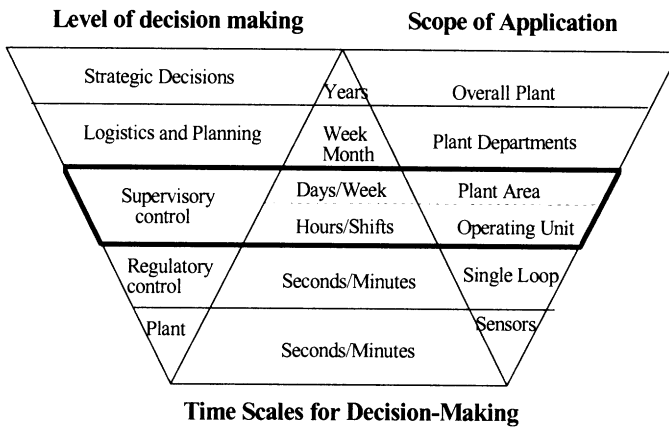 Level of decision making
Scope of Application
Strategic Decisions
Years
Overall Plant
Logistics and Planning
Week
Month
Plant Departments
Supervisory
control
Days/Week
Plant Area
Hours/Shifts
Operating Unit
Regulatory
control
Seconds/Minutes
Single Loop
Plant
Seconds/Minutes
Sensors
Time Scales for Decision-Making